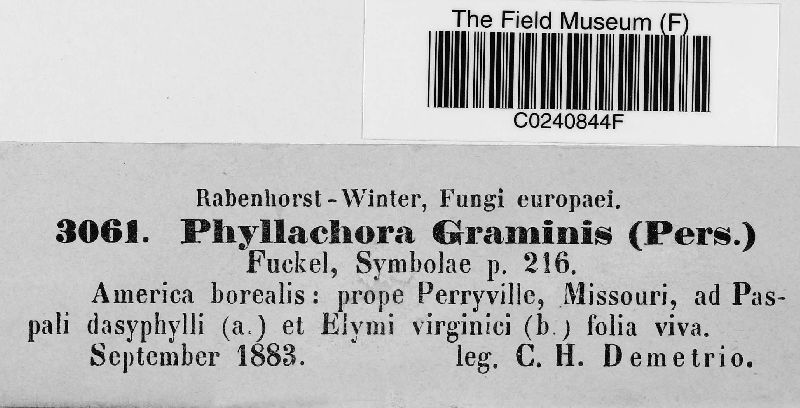 The Field Museum (F)
C0240844F
Rabenhorst-Winter, Fungi europaei.
3061. Phyllachora Graminis (Pers.)
Fuckel, Symbolae p. 216.
America borealis: prope Perryville, Missouri, ad Pas-
pali dasyphylli (a.) et Elymi virginici (b.) folia viva.
September 1883. leg. C. H. Demetrio.